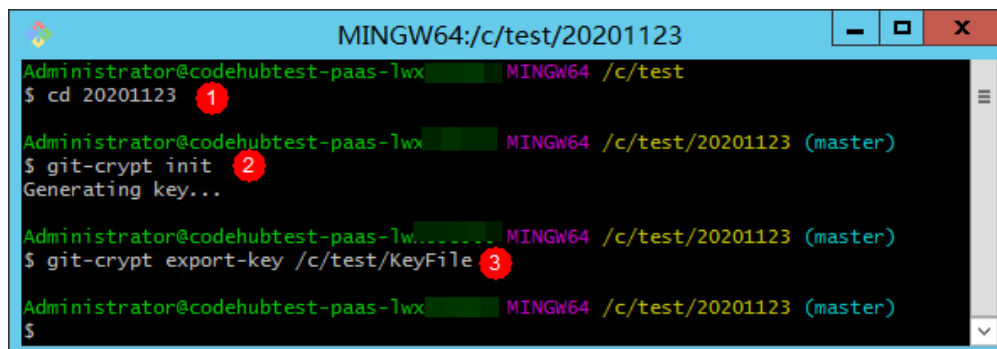 MINGW64:/c/test/20201123
Administrator@codehubtest-paas-lwx MINGW64 /c/test
$ cd 20201123 1
Administrator@codehubtest-paas-lwx MINGW64 /c/test/20201123 (master)
$ git-crypt init 2
Generating key...
Administrator@codehubtest-paas-lw MINGW64 /c/test/20201123 (master)
$ git-crypt export-key /c/test/KeyFile 3
Administrator@codehubtest-paas-lwx MINGW64 /c/test/20201123 (master)
$